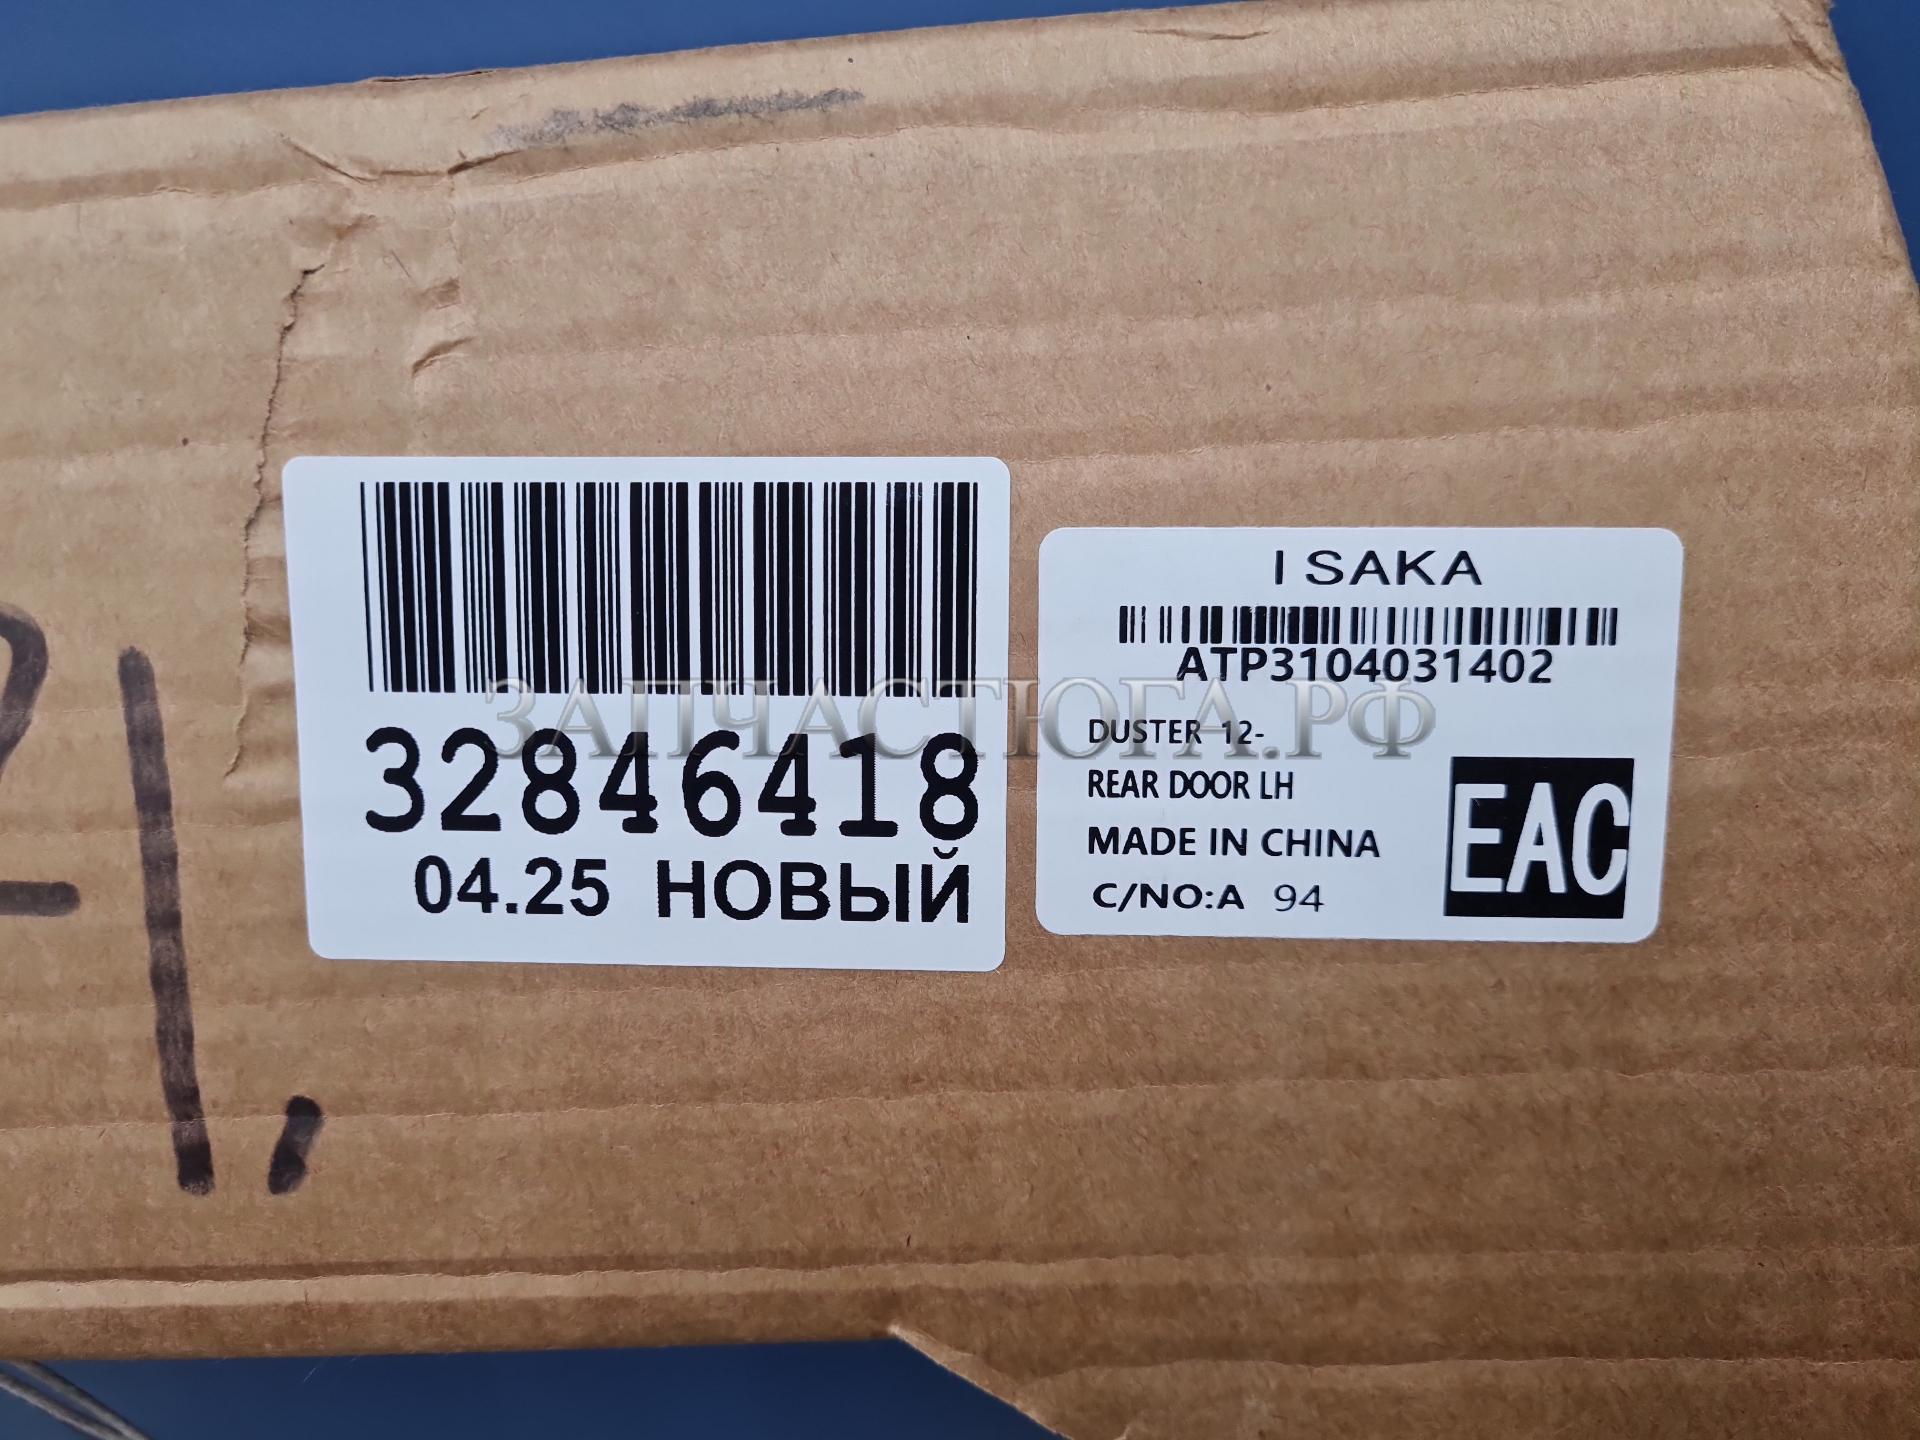 32846418
04.25 НОВЫЙ
I SAKA
ATP3104031402
DUSTER 12-
REAR DOOR LH
MADE IN CHINA
C/NO:A 94
EAC
ЗАПЧАСТЮГА.РФ